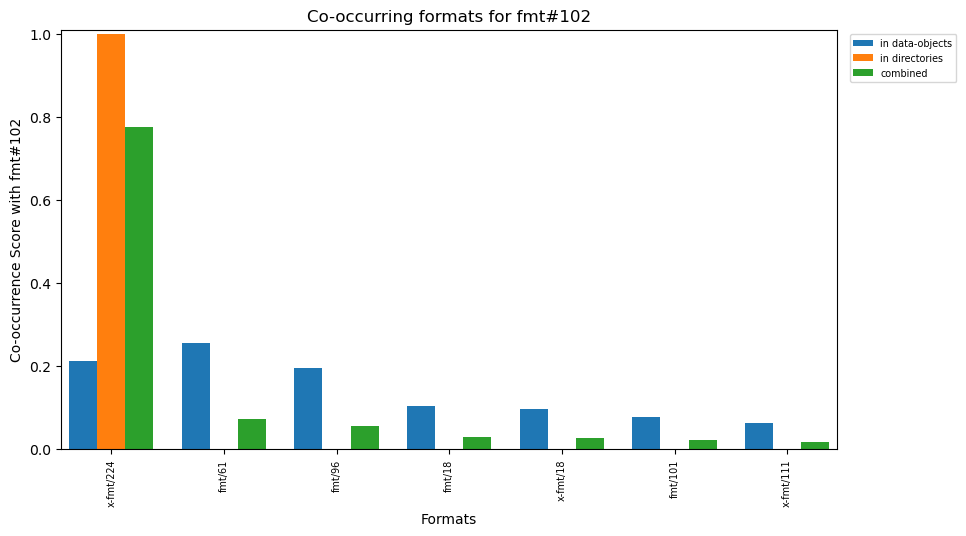 Co-occurring formats for fmt#102
in data-objects
in directories
combined
Co-occurrence Score with fmt#102
1.0
0.8
0.6
0.4
0.2
0.0
x-fmt/224
fmt/61
fmt/96
fmt/18
x-fmt/18
fmt/101
x-fmt/111
Formats